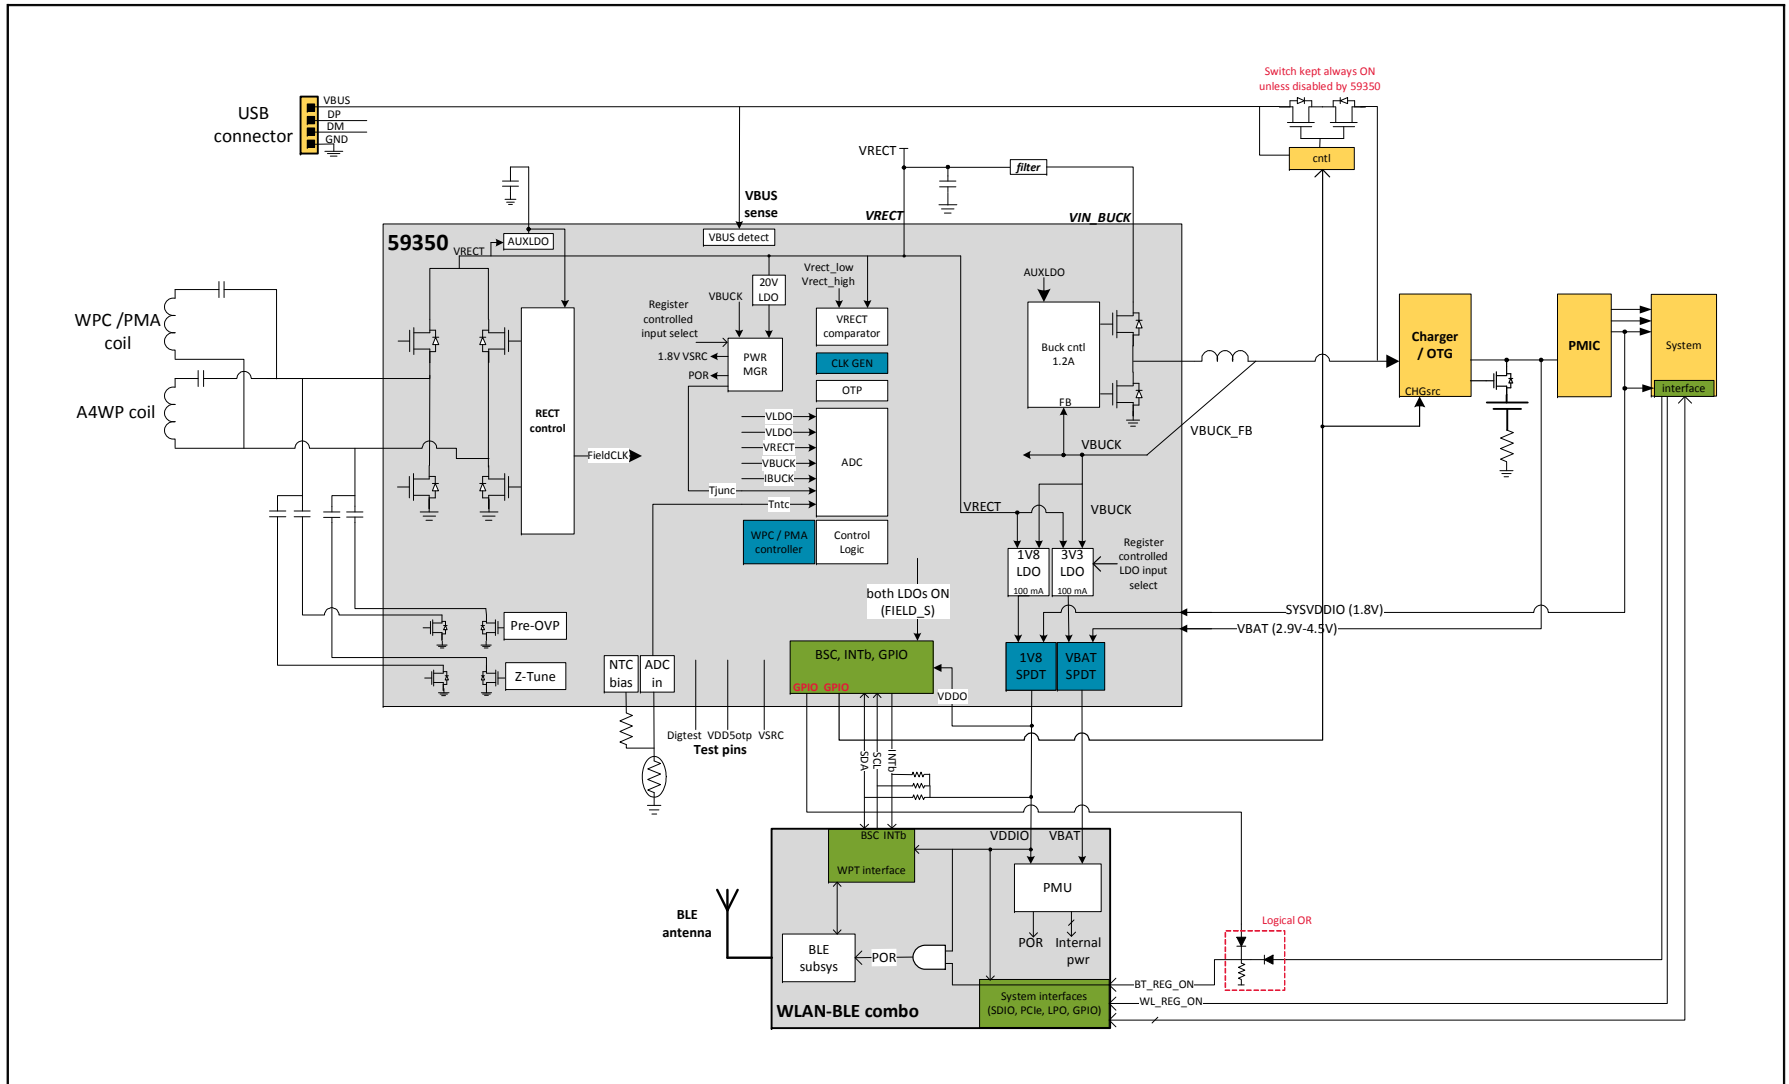 Switch kept always ON
unless disabled by 59350
USB
connector
VBUS
DP
DM
GND
cntl
VRECT
filter
VBUS
sense
VRECT
VIN_BUCK
59350
VRECT
AUXLDO
VBUS detect
20V
LDO
Vrect_low
Vrect_high
AUXLDO
VBUCK
Register
controlled
input select
VRECT
comparator
Buck cntl
1.2A
FB
WPC /PMA
coil
1.8V VSRC
POR
PWR
MGR
CLK GEN
OTP
Charger
/ OTG
CHGsrc
PMIC
System
interface
A4WP coil
RECT
control
FieldCLK
VLDO
VLDO
VRECT
VBUCK
IBUCK
Tjunc
Tntc
ADC
VBUCK_FB
VBUCK
VRECT
VBUCK
WPC / PMA
controller
Control
Logic
1V8
LDO
100 mA
3V3
LDO
100 mA
Register
controlled
LDO input
select
both LDOs ON
(FIELD_S)
SYSVDDIO (1.8V)
VBAT (2.9V-4.5V)
Pre-OVP
Z-Tune
NTC
bias
ADC
in
BSC, INTb, GPIO
GPIO GPIO
1V8
SPDT
VBAT
SPDT
VDDO
Digtest
VDD5otp
VSRC
Test pins
SDA
SCL
INTb
BSC INTb
WPT interface
VDDIO
VBAT
PMU
POR
Internal
pwr
BLE
antenna
BLE
subsys
POR
Logical OR
System interfaces
(SDIO, PCIe, LPO, GPIO)
BT_REG_ON
WL_REG_ON
WLAN-BLE combo